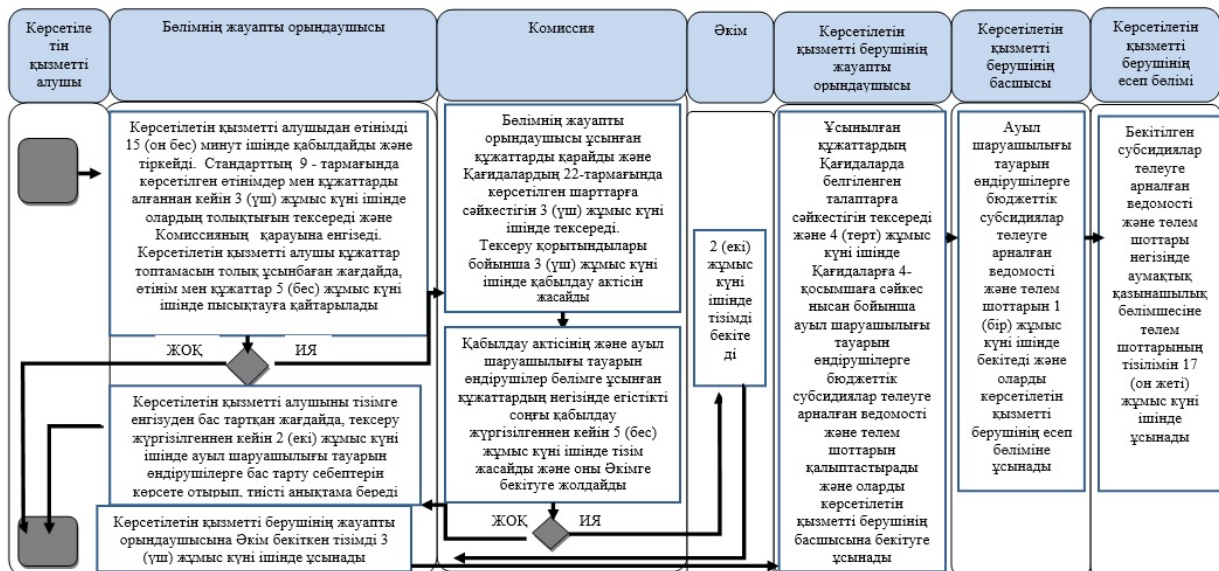 Көрсетіле
тін
қызметті
алушы
Бөлімнің жауапты орындаушысы
Комиссия
Әкім
Көрсетілетін
қызметті
берушінің
жауапты
орындаушысы
Көрсетілетін
қызметті
берушінің
басшысы
Көрсетілетін
қызметті
берушінің
есеп бөлімі
Көрсетілетін қызметті алушыдан өтінімді
15 (он бес) минут ішінде қабылдайды және
тіркейді. Стандарттың 9 - тармағында
көрсетілген өтінімдер мен құжаттарды
алғаннан кейін 3 (үш) жұмыс күні ішінде
олардың толықтығын тексереді және
Комиссияның қарауына енгізеді.
Көрсетілетін қызметті алушы құжаттар
топтамасын толық ұсынбаған жағдайда,
өтінім мен құжаттар 5 (бес) жұмыс күні
ішінде пысықтауға қайтарылады
ЖОҚ
ИЯ
Көрсетілетін қызметті алушыны тізімге
енгізуден бас тартқан жағдайда, тексеру
жүргізілгеннен кейін 2 (екі) жұмыс күні
ішінде ауыл шаруашылығы тауарын
өндірушілерге бас тарту себептерін
көрсете отырып, тиісті анықтама береді
Көрсетілетін қызметті берушінің жауапты
орындаушысына Әкім бекіткен тізімді 3
(үш) жұмыс күні ішінде ұсынады
Бөлімнің жауапты
орындаушысы ұсынған
құжаттарды қарайды және
Қағидалардың 22-тармағында
көрсетілген шарттарға
сәйкестігін 3 (үш) жұмыс күні
ішінде тексереді.
Тексеру қорытындылары
бойынша 3 (үш) жұмыс күні
ішінде қабылдау актісін
жасайды
Қабылдау актісінің және ауыл
шаруашылығы тауарын
өндірушілер бөлімге ұсынған
құжаттардың негізінде егістікті
соңғы қабылдау
жүргізілгеннен кейін 5 (бес)
жұмыс күні ішінде тізім
жасайды және оны Әкімге
бекітуге жолдайды
ЖОҚ
ИЯ
2 (екі)
жұмыс
күні
ішінде
тізімді
бекіте
ді
Ұсынылған
құжаттардың
Қағидаларда
белгіленген
талаптарға
сәйкестігін тексереді
және 4 (төрт) жұмыс
күні ішінде
Қағидаларға 4-
қосымшаға сәйкес
нысан бойынша
ауыл шаруашылығы
тауарын
өндірушілерге
бюджеттік
субсидиялар төлеуге
арналған ведомості
және төлем
шоттарын
қалыптастырады
және оларды
көрсетілетін
қызметті берушінің
басшысына бекітуге
ұсынады
Ауыл
шаруашылығы
тауарын
өндірушілерге
бюджеттік
субсидиялар
төлеуге
арналған
ведомості
және төлем
шоттарын 1
(бір) жұмыс
күні ішінде
бекітеді және
оларды
көрсетілетін
қызметті
берушінің есеп
бөліміне
ұсынады
Бекітілген
субсидиялар
төлеуге
арналған
ведомості
және төлем
шоттары
негізінде
аумақтық
қазынашылық
бөлімшесіне
төлем
шоттарының
тізілімін 17
(он жеті)
жұмыс күні
ішінде
ұсынады